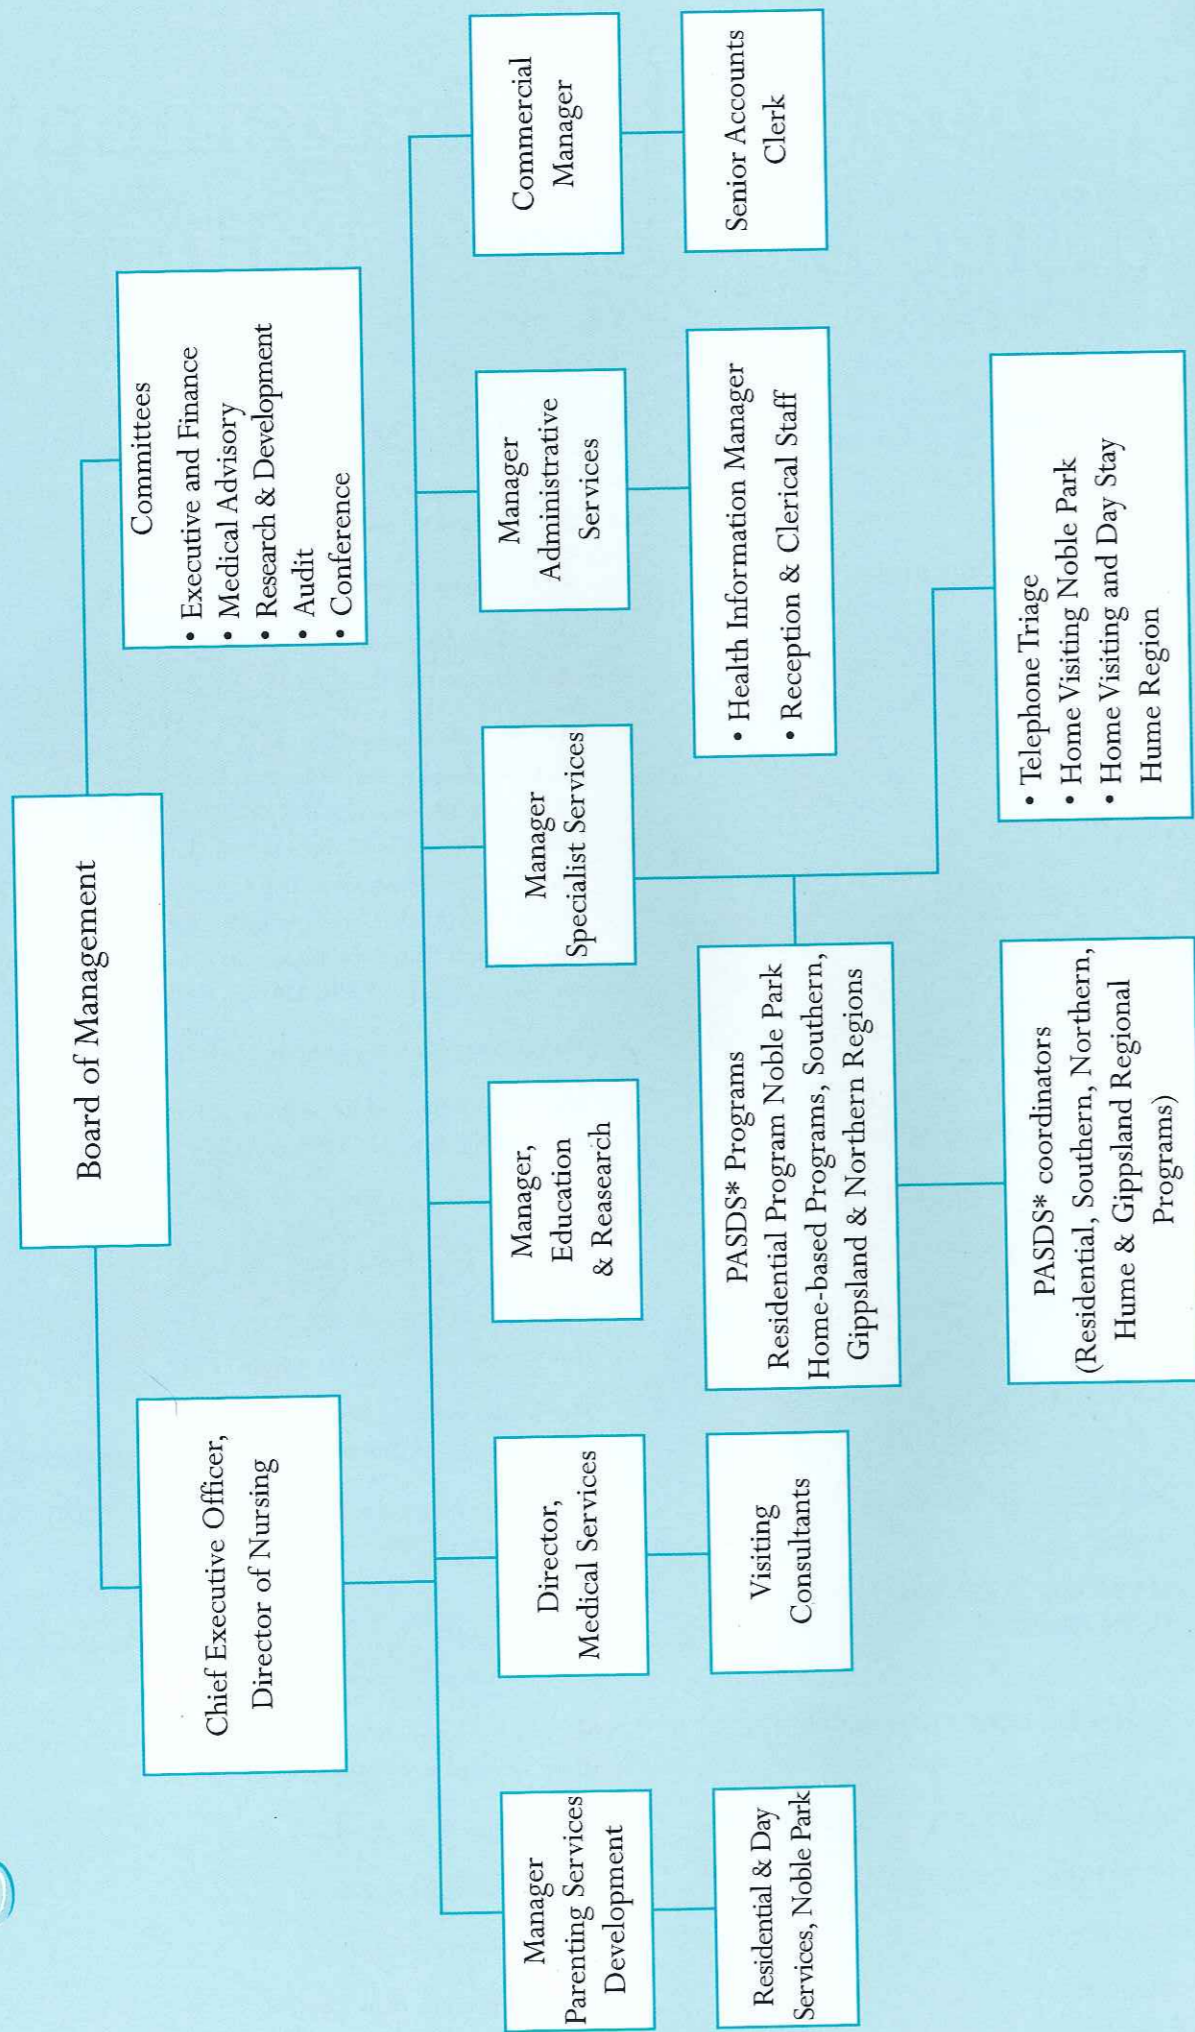 Board of Management
Chief Executive Officer,
Director of Nursing
Committees
• Executive and Finance
• Medical Advisory
• Research & Development
• Audit
• Conference
Manager
Parenting Services
Development
Director,
Medical Services
Manager,
Education
& Reasearch
Manager
Specialist Services
Manager
Administrative
Services
Commercial
Manager
Residential & Day
Services, Noble Park
Visiting
Consultants
PASDS* Programs
Residential Program Noble Park
Home-based Programs, Southern,
Gippsland & Northern Regions
• Health Information Manager
• Reception & Clerical Staff
Senior Accounts
Clerk
PASDS* coordinators
(Residential, Southern, Northern,
Hume & Gippsland Regional
Programs)
• Telephone Triage
• Home Visiting Noble Park
• Home Visiting and Day Stay
Hume Region